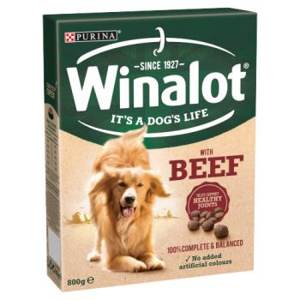 PURINA
SINCE 1927
Winalot®
IT'S A DOG'S LIFE
WITH
BEEF
HEALTHY
JOINTS
100% COMPLETE & BALANCED
✓ No added
artificial colours
800g e